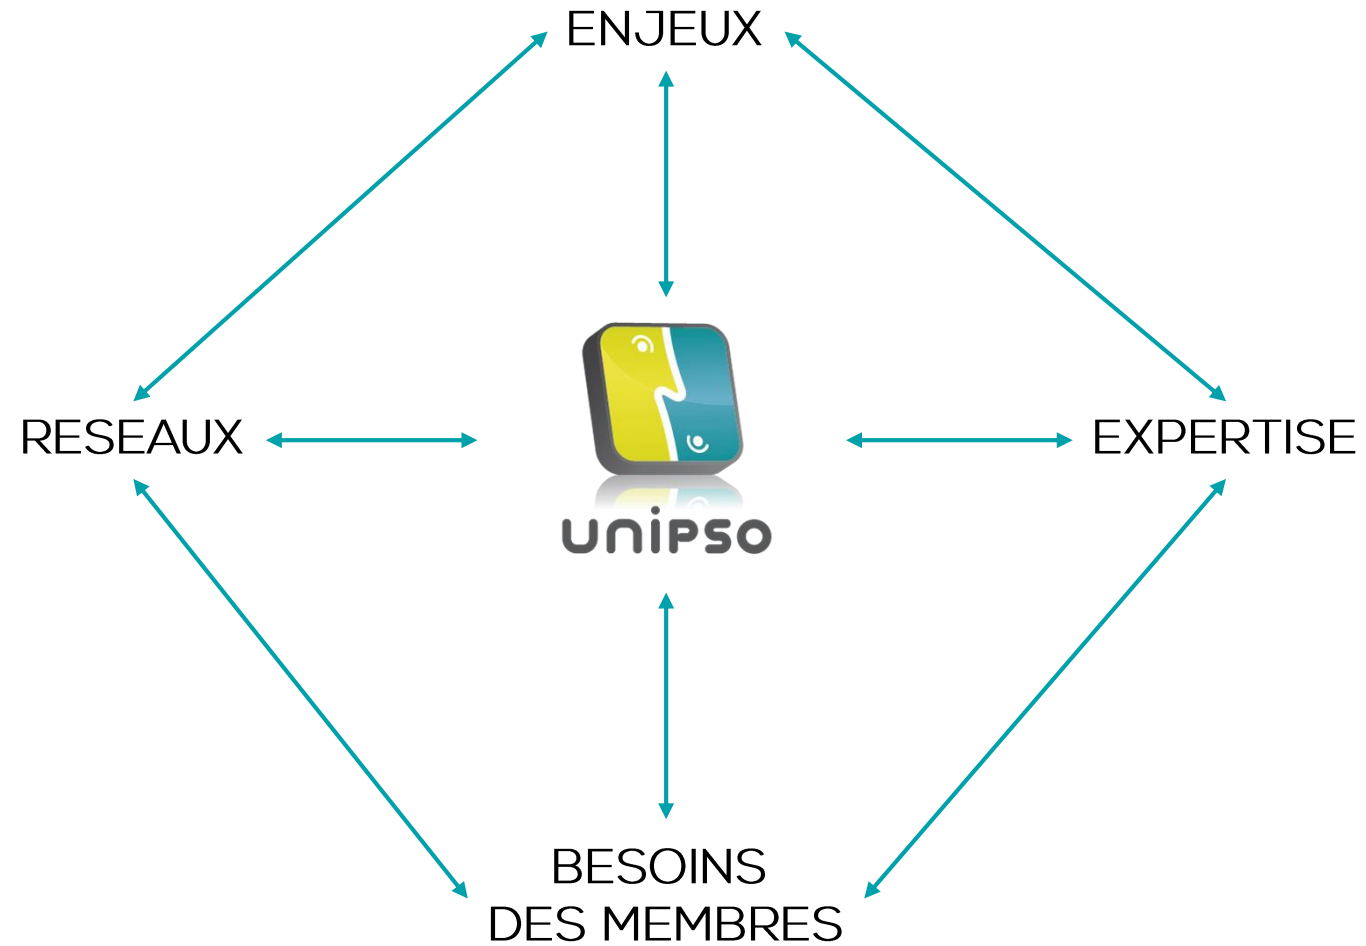 ENJEUX
RESEAUX
EXPERTISE
unipso
BESOINS
DES MEMBRES